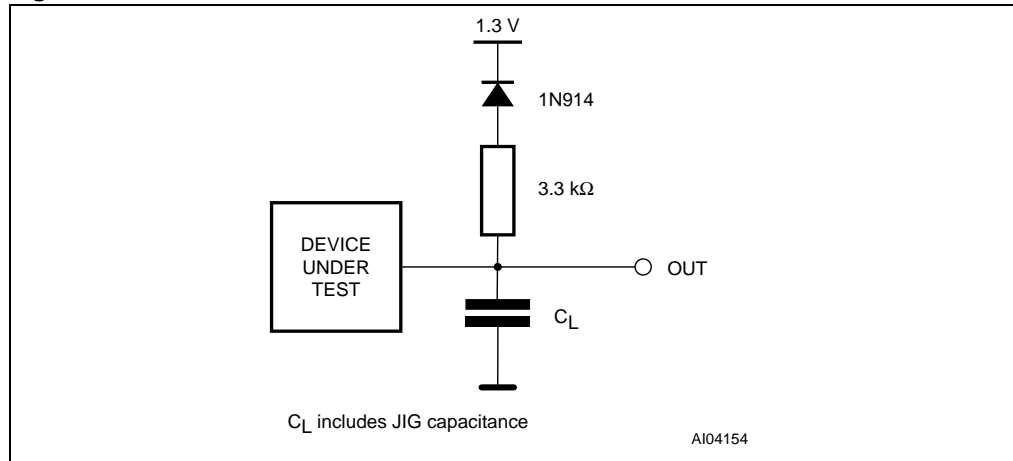 1.3 V
1N914
3.3 kΩ
DEVICE
UNDER
TEST
OUT
CL
CL includes JIG capacitance
AI04154